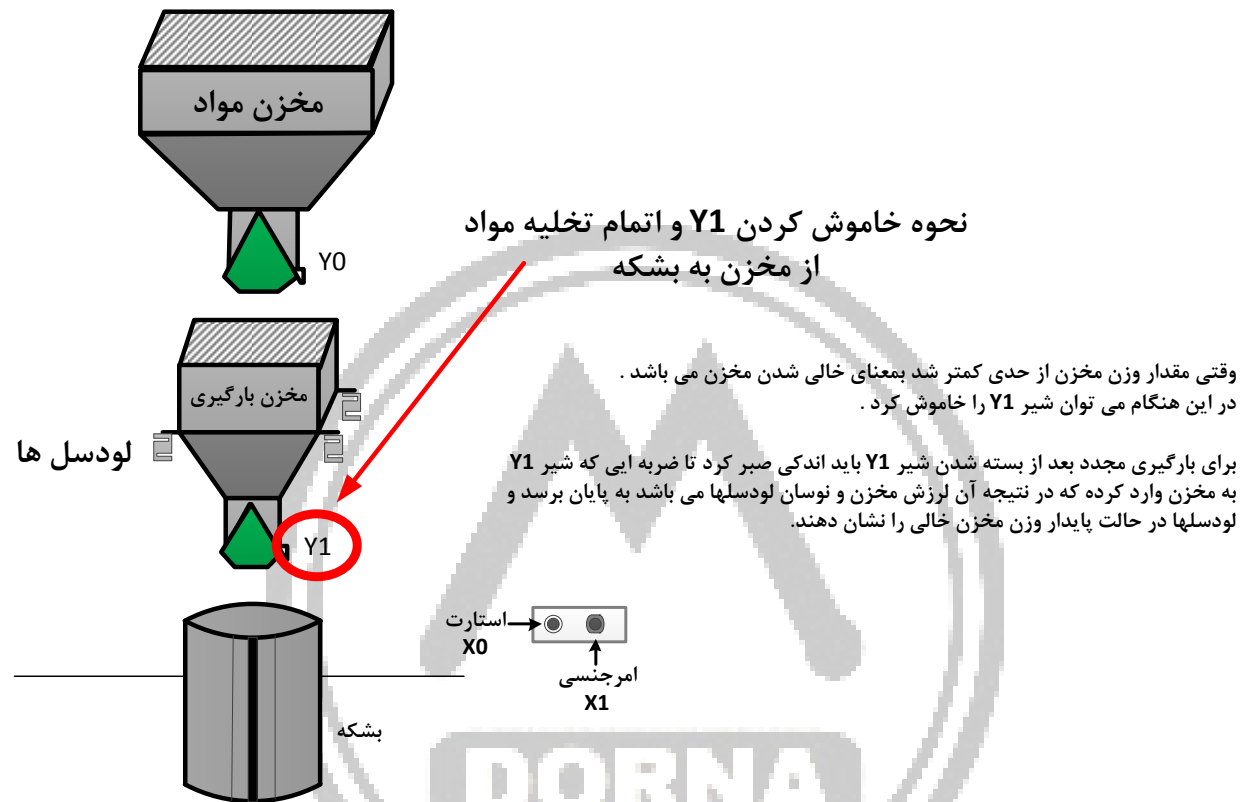 مخزن مواد
Y0
نحوه خاموش کردن Y1 و اتمام تخلیه مواد
از مخزن به بشکه
مخزن بارگیری
لودسل ها
Y1
وقتی مقدار وزن مخزن از حدی کمتر شد بمعنای خالی شدن مخزن می باشد .
در این هنگام می توان شیر Y1 را خاموش کرد .
برای بارگیری مجدد بعد از بسته شدن شیر Y1 باید اندکی صبر کرد تا ضربه ایی که شیر Y1
به مخزن وارد کرده که در نتیجه آن لرزش مخزن و نوسان لودسلها می باشد به پایان برسد و
لودسلها در حالت پایدار وزن مخزن خالی را نشان دهند.
استارت
X0
امرجنسی
X1
بشکه
DORNA